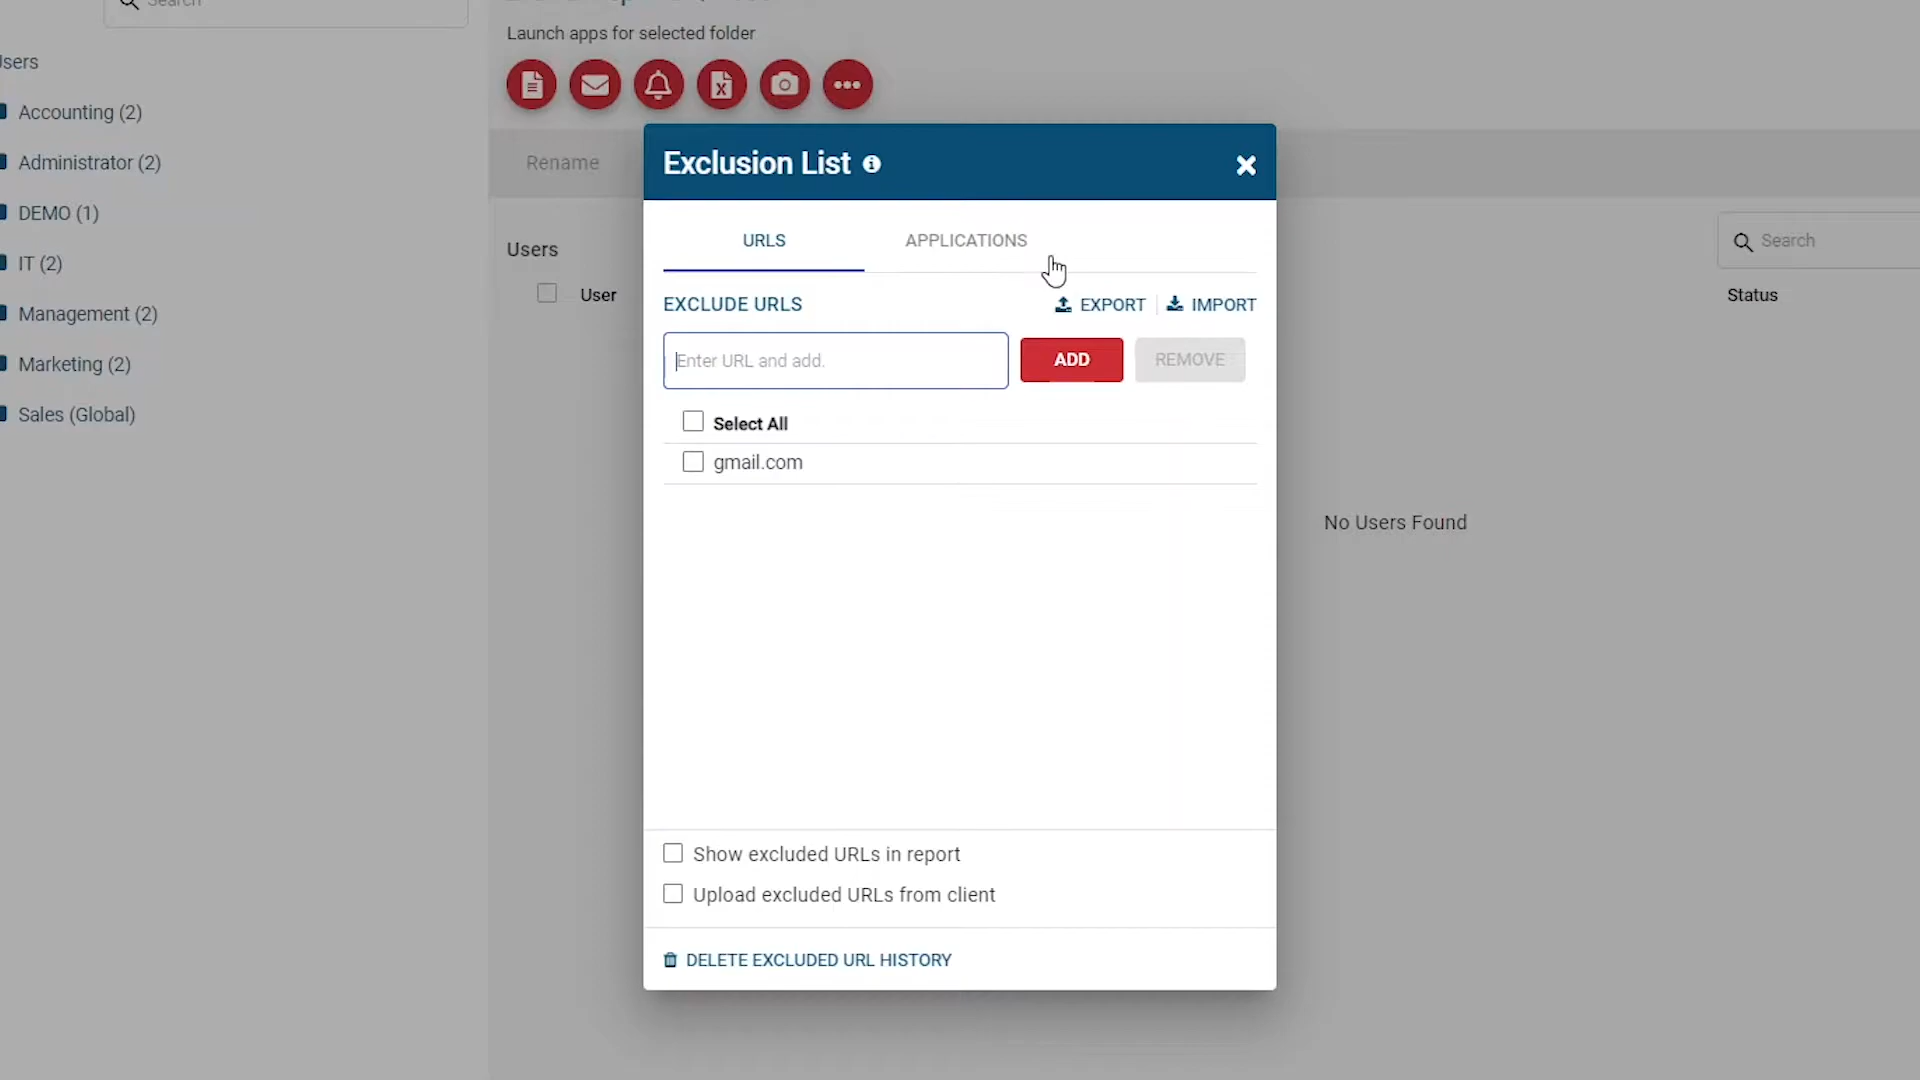 Search
Launch apps for selected folder
Users
Accounting (2)
Administrator (2)
DEMO (1)
IT (2)
Management (2)
Marketing (2)
Sales (Global)
Rename
Users
User
Search
Status
No Users Found
Exclusion List
URLS
APPLICATIONS
EXCLUDE URLS
EXPORT
IMPORT
Enter URL and add.
ADD
REMOVE
Select All
gmail.com
Show excluded URLs in report
Upload excluded URLs from client
DELETE EXCLUDED URL HISTORY